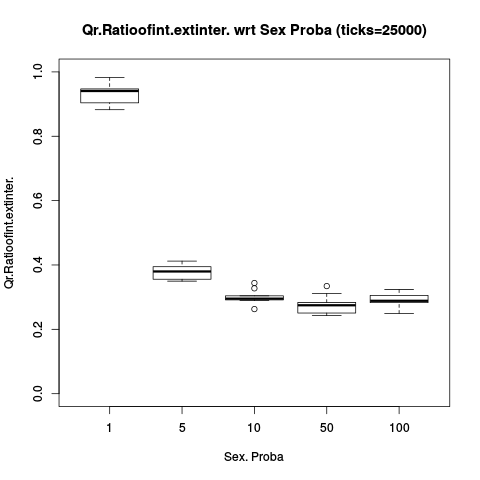 Qr.Ratioofint.extinter. wrt Sex Proba (ticks=25000)
Qr.Ratioofint.extinter.
1.0
0.8
0.6
0.4
0.2
0.0
1 5 10 50 100
Sex. Proba